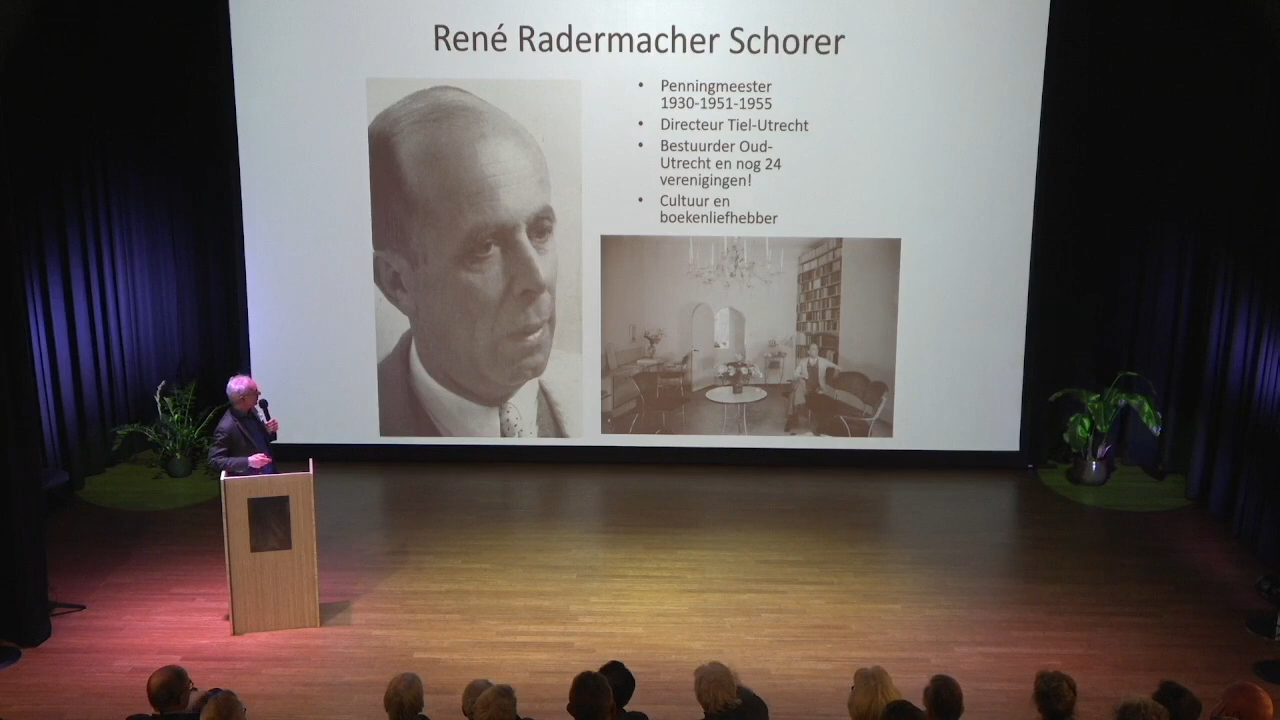 René Radermacher Schorer
• Penningmeester
1930-1951-1955
• Directeur Tiel-Utrecht
• Bestuurder Oud-
Utrecht en nog 24
verenigingen!
• Cultuur en
boekenliefhebber